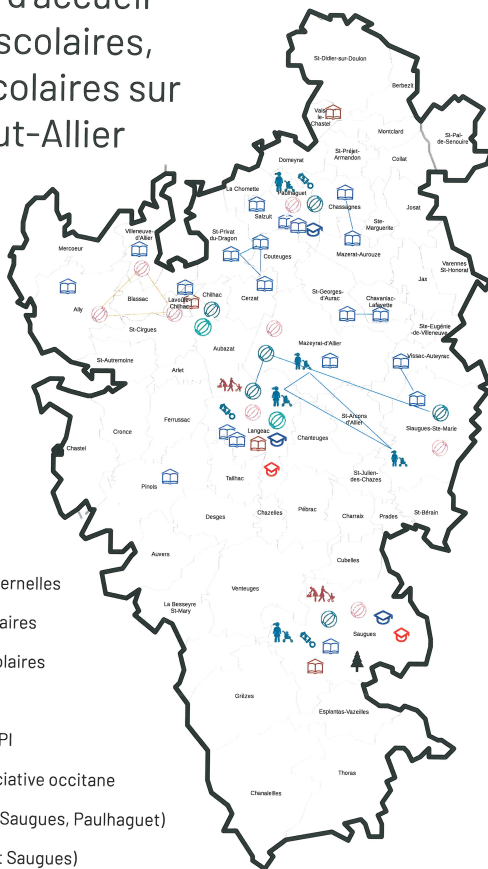 d'accueil
scolaires,
colaires sur
ut-Allier
St-Didier-sur-Doulon
Berbezit
Vals-
le-
Chastel
Montclard
St-Pal-
de-Senouire
St-Préjet-
Armandon
Collat
Domeyrat
La Chomette
Paulhaguet
Chassagnes
Josat
Salzuit
Ste-
Marguerite
Villeneuve-
d'Allier
St-Privat
du-Dragon
Mercoeur
Couteuges
Mazerat-Aurouze
Varennes
St-Honorat
Jax
Blassac
Lavoûte-
Chilhac
Chilhac
Cerzat
St-Georges-
d'Aurac
Chavaniac-
Lafayette
Ally
St-Cirgues
Ste-Eugénie
-de-Villeneuve
Aubazat
Mazeyrat-d'Allier
Vissac-Auteyrac
St-Austremoine
Arlet
Ferrussac
St-Arcons
d'Allier
Siaugues-Ste-Marie
Cronce
Langeac
Chanteuges
Chastel
Tailhac
St-Julien-
des-Chazes
Pinols
Desges
Chazelles
Pébrac
Charraix
Prades
St-Bérain
Auvers
Cubelles
ernelles
Venteuges
La Besseyre
St-Mary
aires
Saugues
olaires
Grèzes
Esplantas-Vazeilles
PI
Thoras
ciative occitane
Chanaleilles
Saugues, Paulhaguet)
t Saugues)